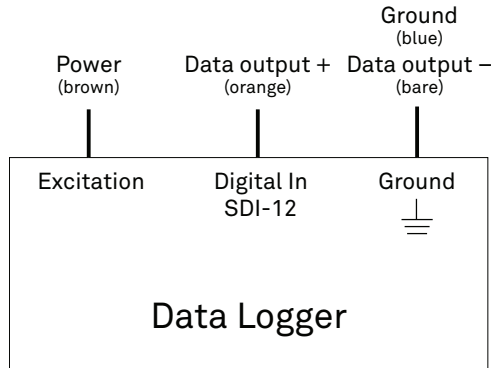 Ground
(blue)
Power Data output + Data output –
(brown) (orange) (bare)
Excitation Digital In Ground
SDI-12
Data Logger